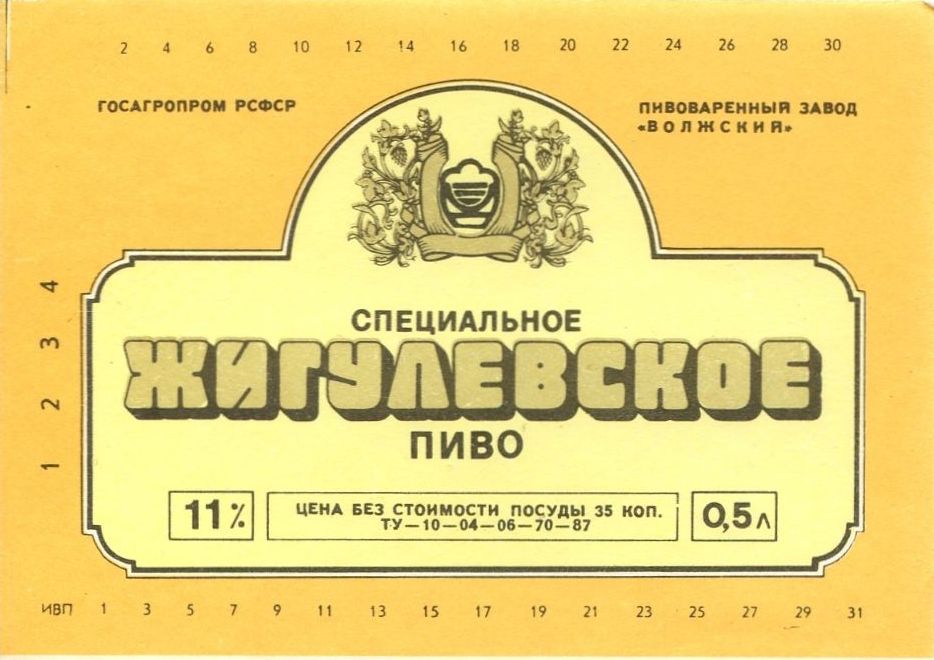 2 4 6 8 10 12 14 16 18 20 22 24 26 28 30
ГОСАГРОПРОМ РСФСР
ПИВОВАРЕННЫЙ ЗАВОД
«ВОЛЖСКИЙ»
4
3
2
1
СПЕЦИАЛЬНОЕ
ЖИГУЛЕВСКОЕ
ПИВО
11%
ЦЕНА БЕЗ СТОИМОСТИ ПОСУДЫ 35 КОП.
ТУ—10—04—06—70—87
0,5л
ИВП 1 3 5 7 9 11 13 15 17 19 21 23 25 27 29 31